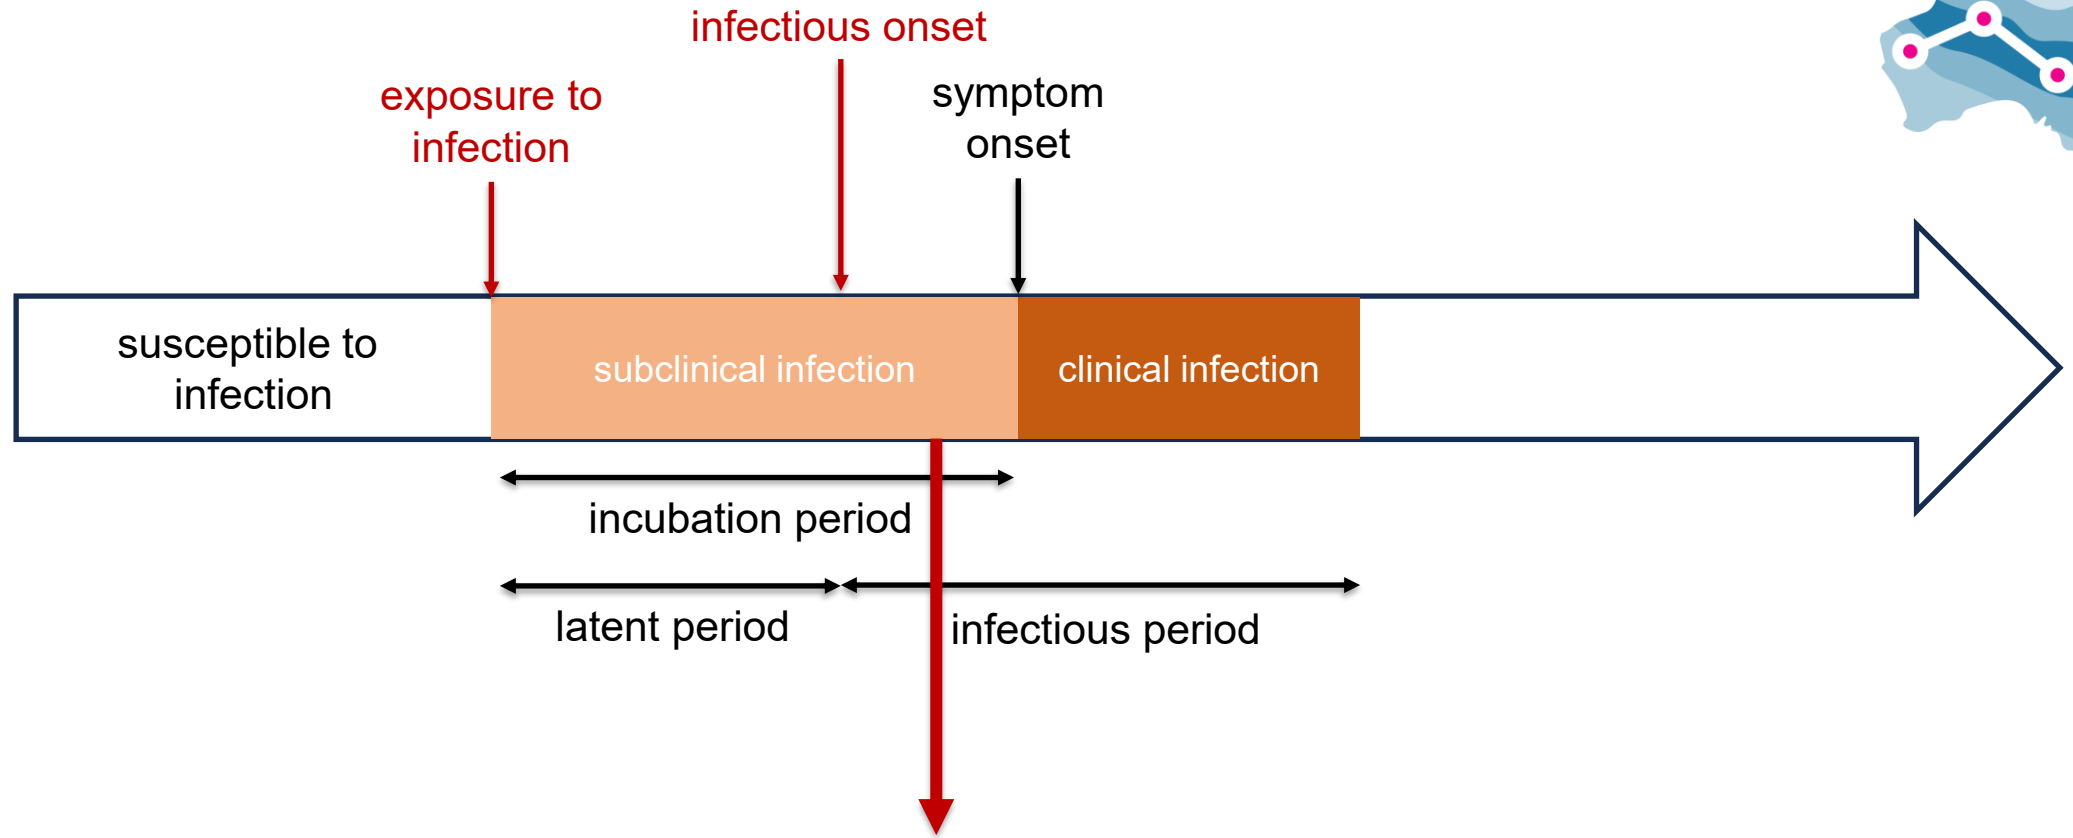 infectious onset
exposure to
infection
symptom
onset
susceptible to
infection
subclinical infection
clinical infection
incubation period
latent period
infectious period